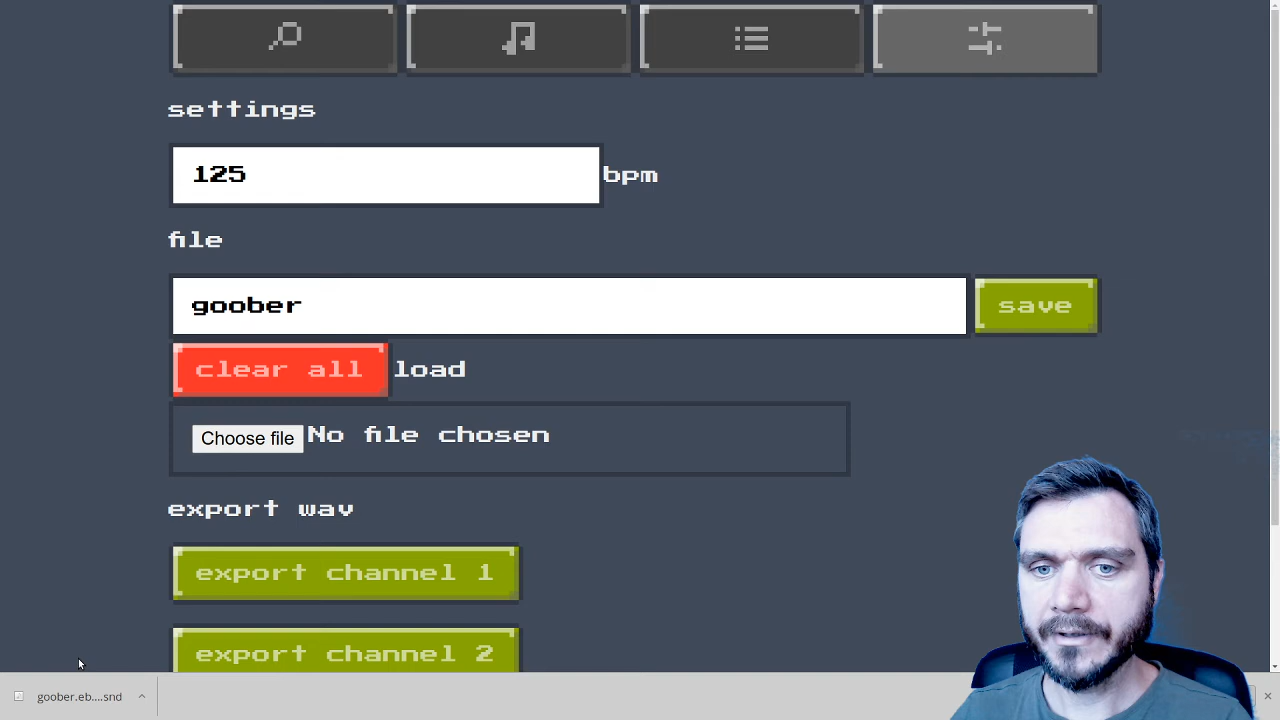 settings
125 bpm
file
goober save
clear all load
Choose file No file chosen
export wav
export channel 1
export channel 2
goober.eb....snd